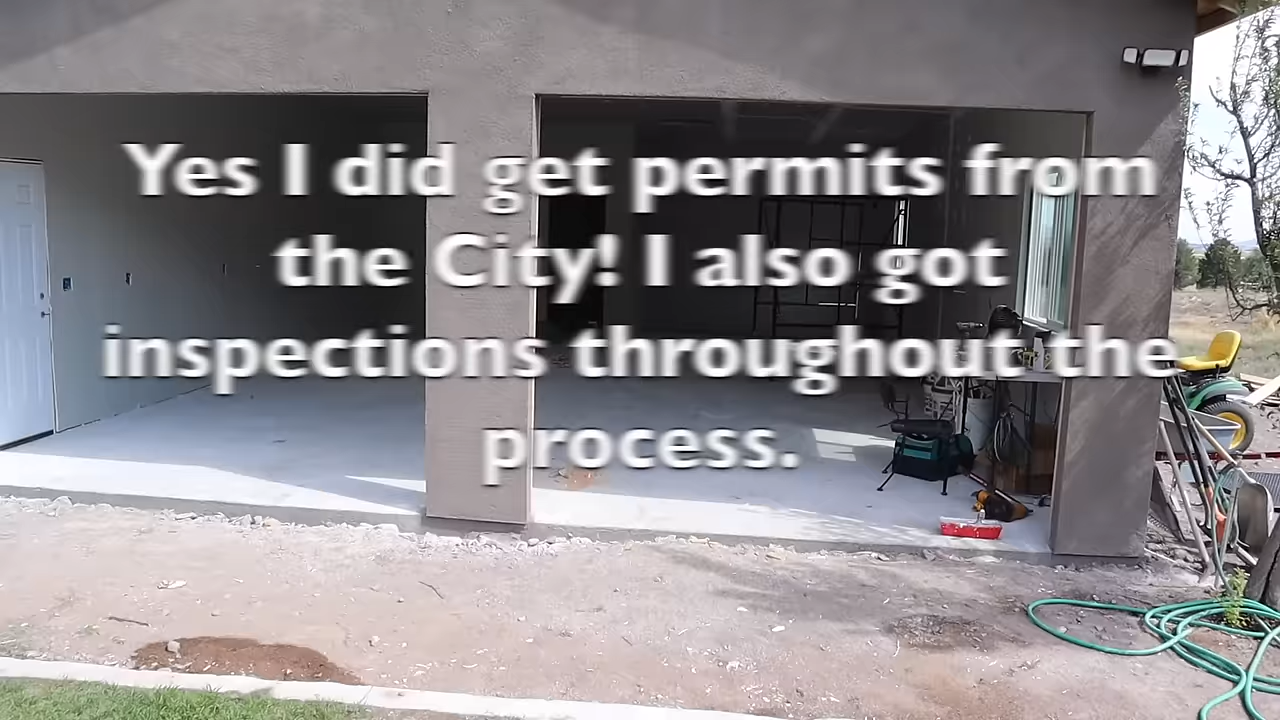 Yes I did get permits from
the City! I also got
inspections throughout the
process.